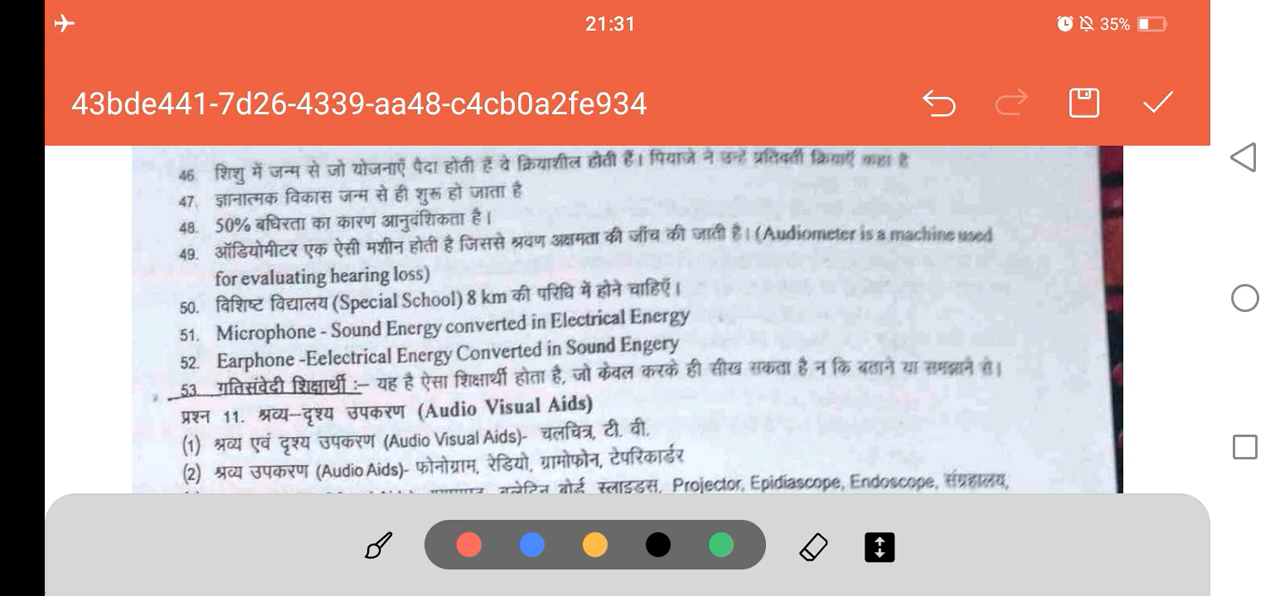 21:31
35%
43bde441-7d26-4339-aa48-c4cb0a2fe934
46. शिशु में जन्म से जो योजनाएँ पैदा होती हैं वे क्रियाशील होती हैं। पियाजे ने उन्हें प्रतिवर्ती क्रियाएँ कहा है
47. ज्ञानात्मक विकास जन्म से ही शुरू हो जाता है
48. 50% बधिरता का कारण आनुवंशिकता है।
49. ऑडियोमीटर एक ऐसी मशीन होती है जिससे श्रवण अक्षमता की जाँच की जाती है। (Audiometer is a machine used
for evaluating hearing loss)
50. विशिष्ट विद्यालय (Special School) 8 km की परिधि में होने चाहिएँ।
51. Microphone - Sound Energy converted in Electrical Energy
52. Earphone -Eelectrical Energy Converted in Sound Engery
53. गतिसंवेदी शिक्षार्थी :– यह है ऐसा शिक्षार्थी होता है, जो केवल करके ही सीख सकता है न कि बताने या समझाने से।
प्रश्न 11. श्रव्य–दृश्य उपकरण (Audio Visual Aids)
(1) श्रव्य एवं दृश्य उपकरण (Audio Visual Aids)- चलचित्र, टी. वी.
(2) श्रव्य उपकरण (Audio Aids)- फोनोग्राम, रेडियो, ग्रामोफोन, टेपरिकार्डर
बुलेटिन बोर्ड, स्लाइडस, Projector, Epidiascope, Endoscope, संग्रहालय,